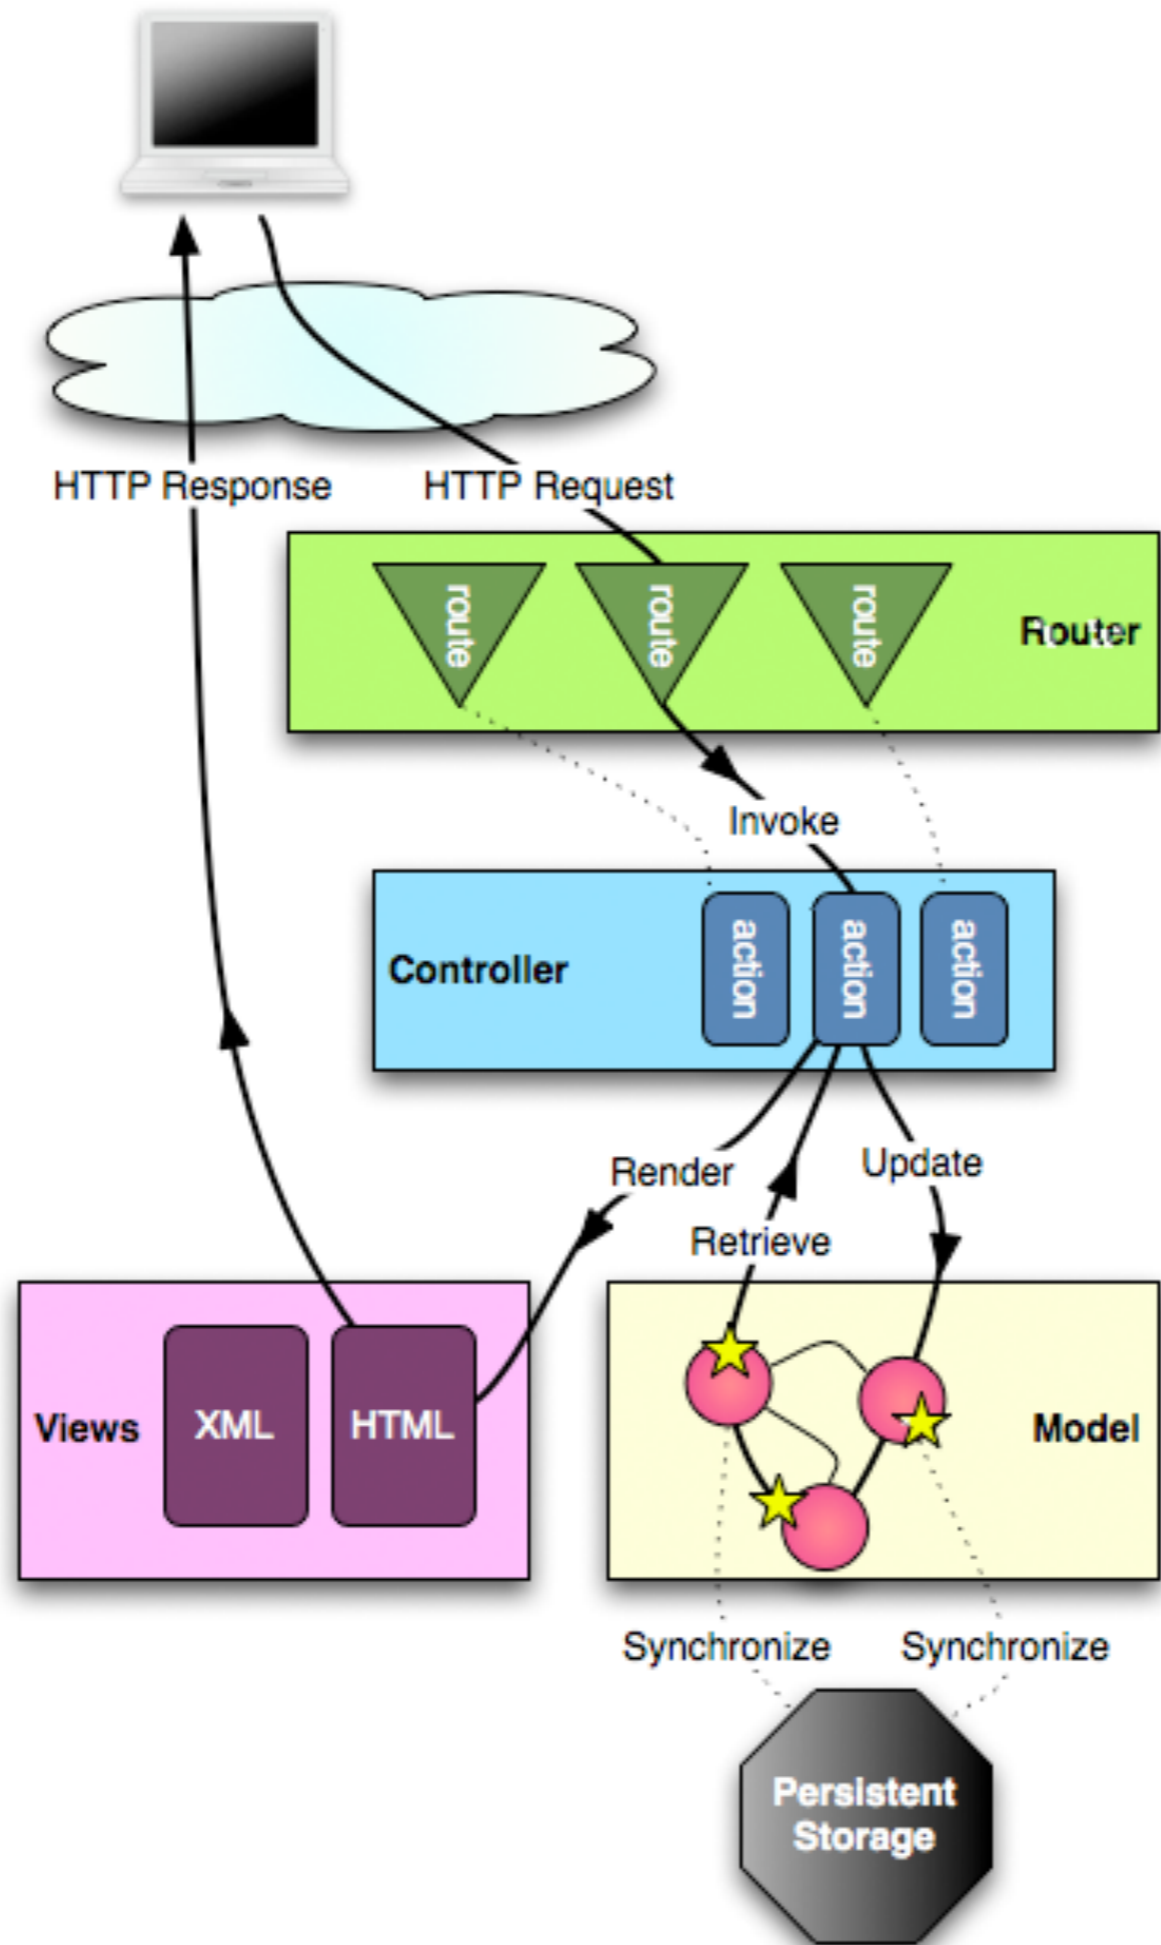 HTTP Response
HTTP Request
route
route
route
Router
Invoke
Controller
action
action
action
Render
Update
Retrieve
Views
XML
HTML
Model
Synchronize
Synchronize
Persistent
Storage